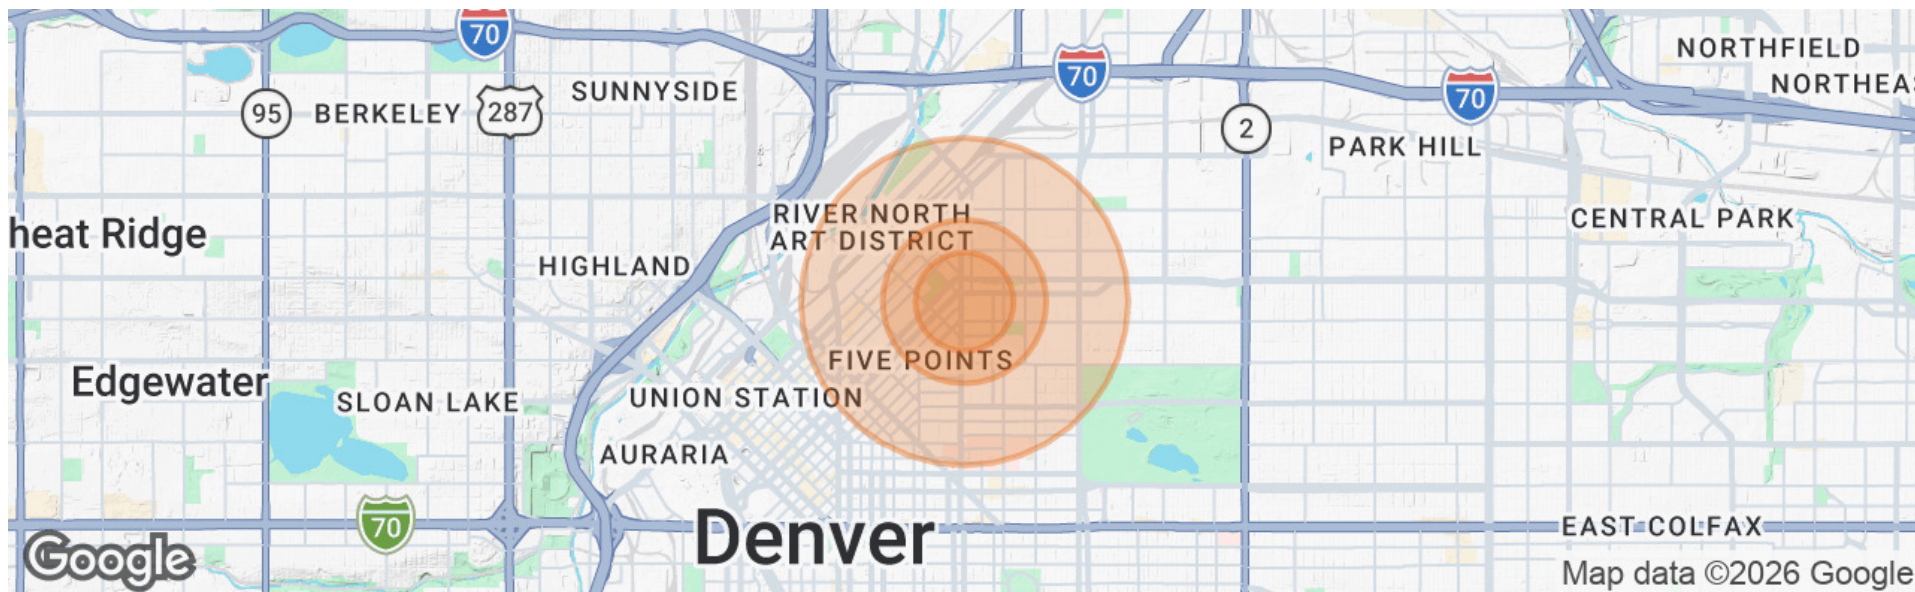 70
NORTHFIELD
70
NORTHEAS
70
SUNNYSIDE
95
BERKELEY
287
2
PARK HILL
RIVER NORTH
ART DISTRICT
CENTRAL PARK
heat Ridge
HIGHLAND
FIVE POINTS
Edgewater
SLOAN LAKE
UNION STATION
AURARIA
70
Denver
EAST COLFAX
Google
Map data ©2026 Google